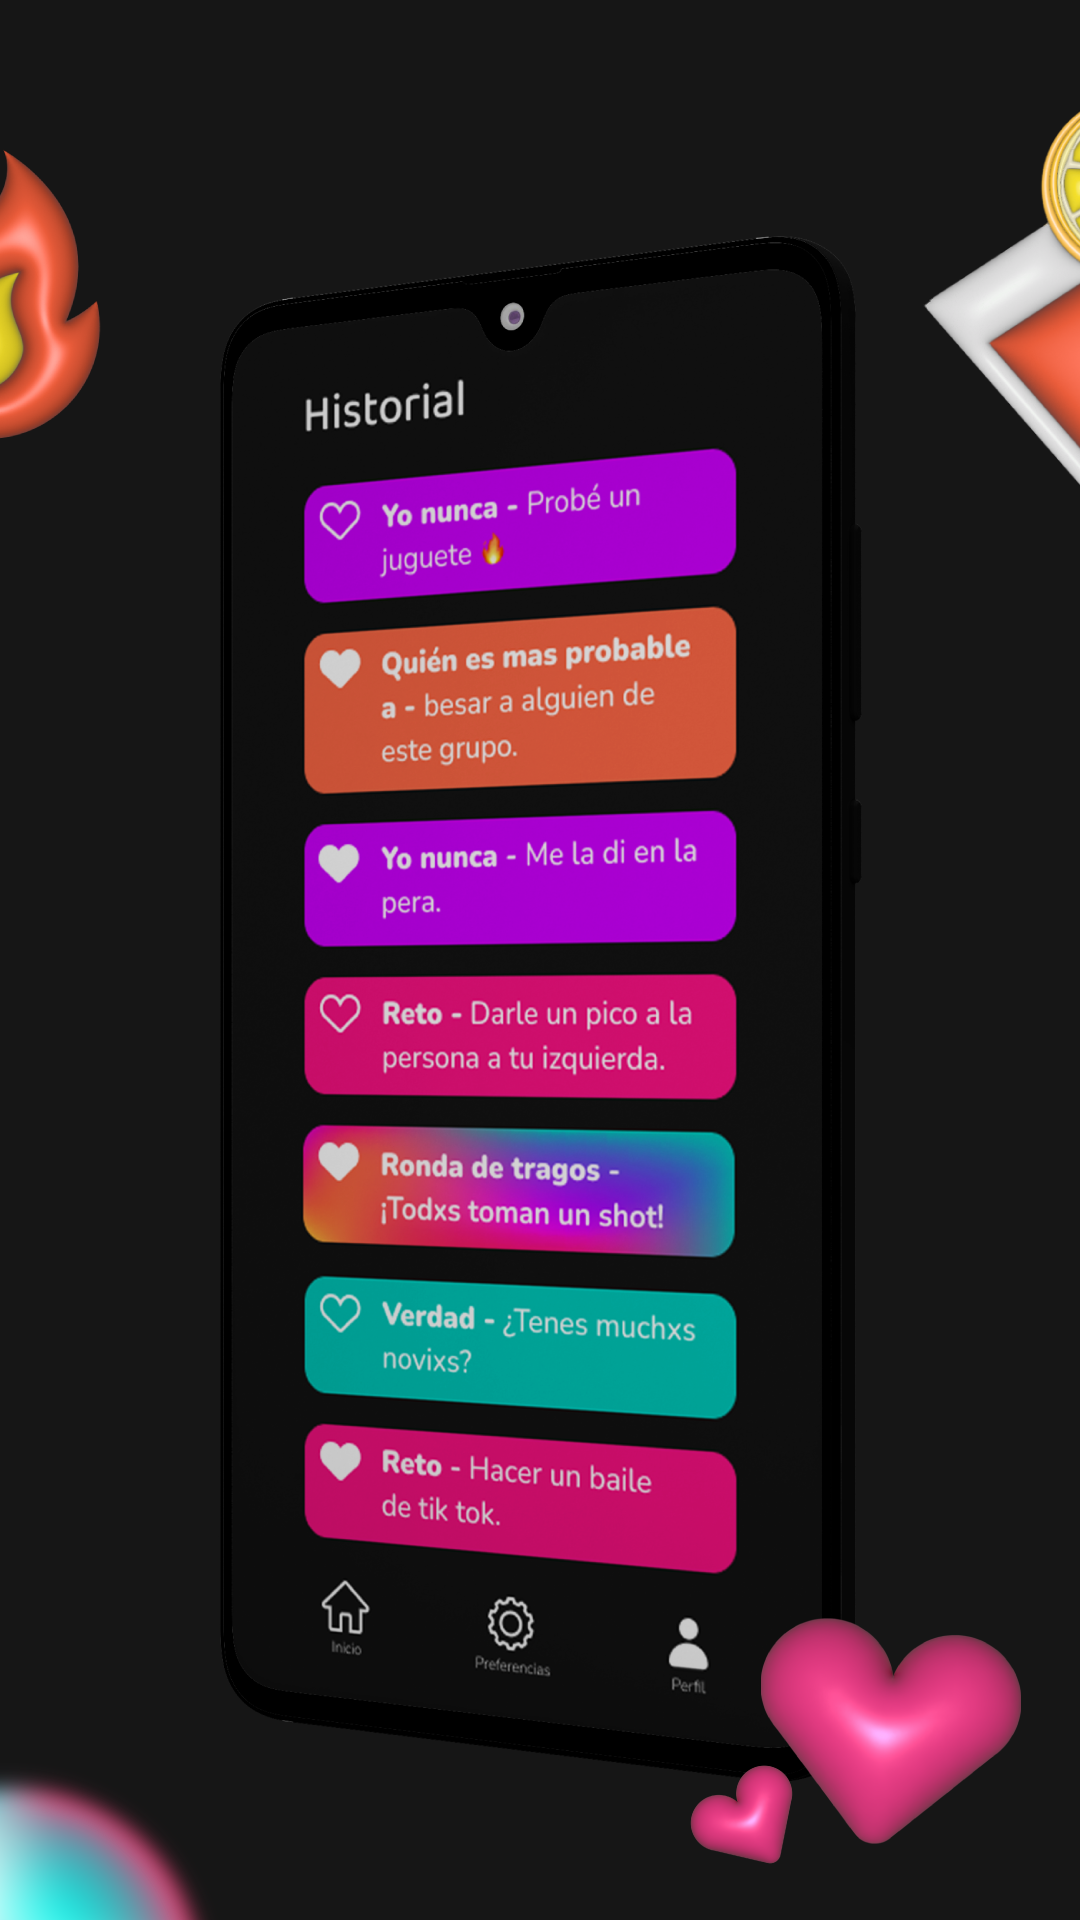 Historial
Yo nunca - Probé un
juguete 🔥
Quién es mas probable
a - besar a alguien de
este grupo.
Yo nunca - Me la di en la
pera.
Reto - Darle un pico a la
persona a tu izquierda.
Ronda de tragos -
¡Todxs toman un shot!
Verdad - ¿Tenes muchxs
novixs?
Reto - Hacer un baile
de tik tok.
Inicio
Preferencias
Perfil